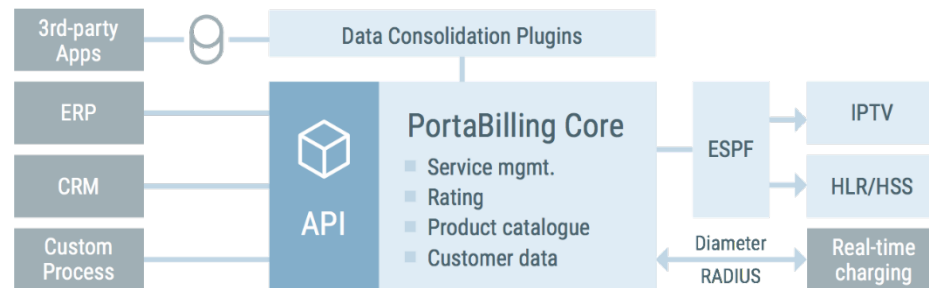 3rd-party
Apps
Data Consolidation Plugins
ERP
CRM
Custom
Process
API
PortaBilling Core
Service mgmt.
Rating
Product catalogue
Customer data
ESPF
IPTV
HLR/HSS
Diameter
RADIUS
Real-time
charging